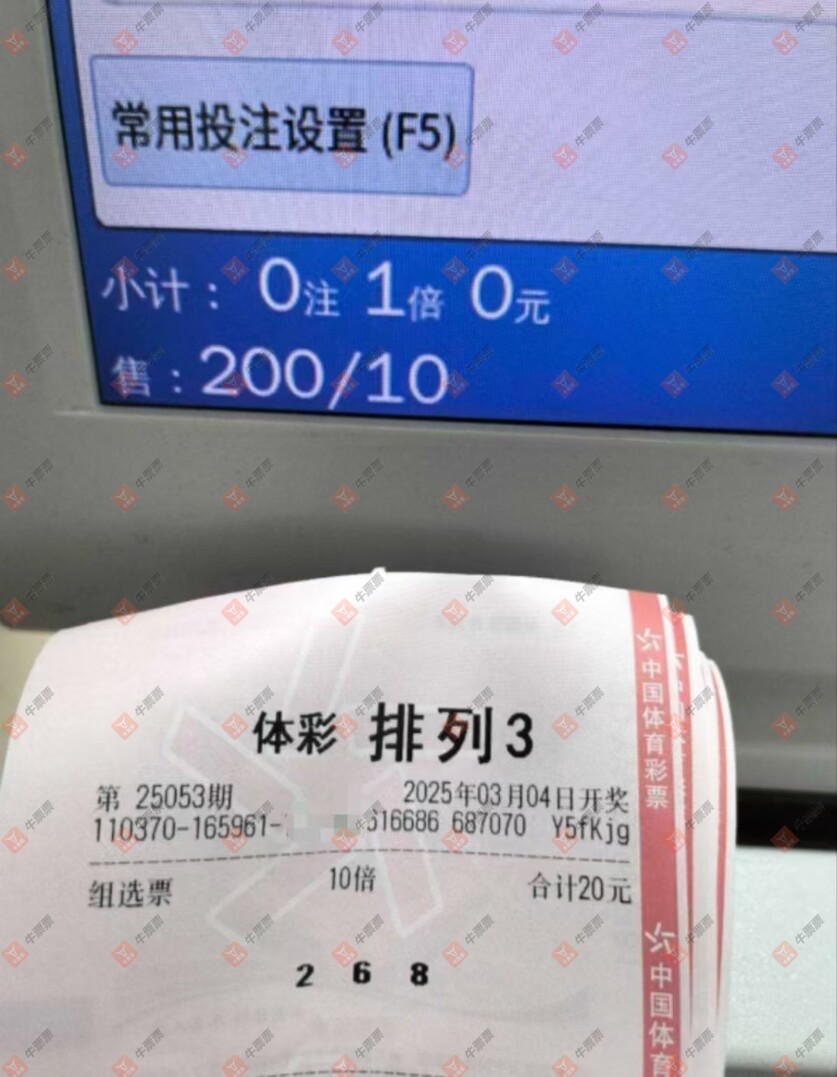 常用投注设置 (F5)
小计： 0注 1倍 0元
售：200/10
体彩 排列3
第 25053期 2025年03月04日开奖
110370-165961- 616686 687070 Y5fKjg
组选票 10倍 合计20元
2 6 8
中国体育彩票
中国体育
牛票票